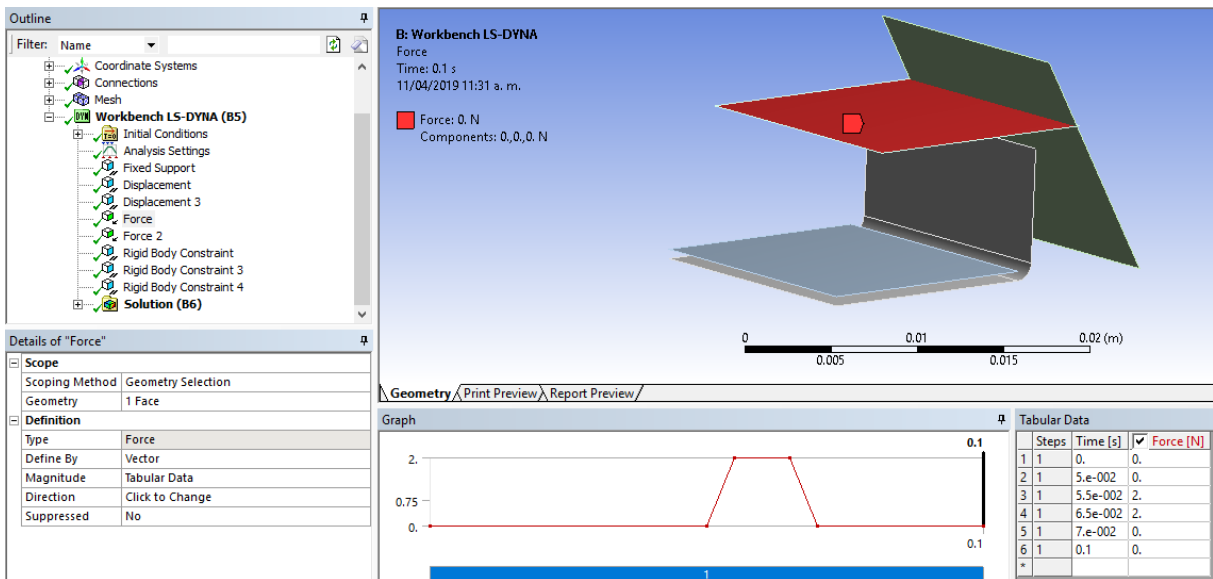 Outline
Filter: Name
Coordinate Systems
Connections
Mesh
Workbench LS-DYNA (B5)
Initial Conditions
Analysis Settings
Fixed Support
Displacement
Displacement 3
Force
Force 2
Rigid Body Constraint
Rigid Body Constraint 3
Rigid Body Constraint 4
Solution (B6)
Details of "Force"
Scope
Scoping Method Geometry Selection
Geometry 1 Face
Definition
Type Force
Define By Vector
Magnitude Tabular Data
Direction Click to Change
Suppressed No
B: Workbench LS-DYNA
Force
Time: 0.1 s
11/04/2019 11:31 a. m.
Force: 0. N
Components: 0.,0.,0. N
0 0.01 0.02 (m)
0.005 0.015
Geometry Print Preview Report Preview
Graph
0.1
2.
0.75
0.
0.1
1
Tabular Data
Steps Time [s] Force [N]
1 1 0. 0.
2 1 5.e-002 0.
3 1 5.5e-002 2.
4 1 6.5e-002 2.
5 1 7.e-002 0.
6 1 0.1 0.
*